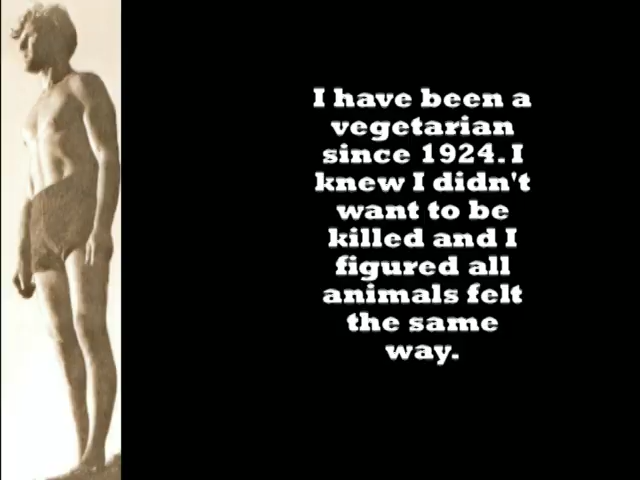 I have been a
vegetarian
since 1924. I
knew I didn't
want to be
killed and I
figured all
animals felt
the same
way.